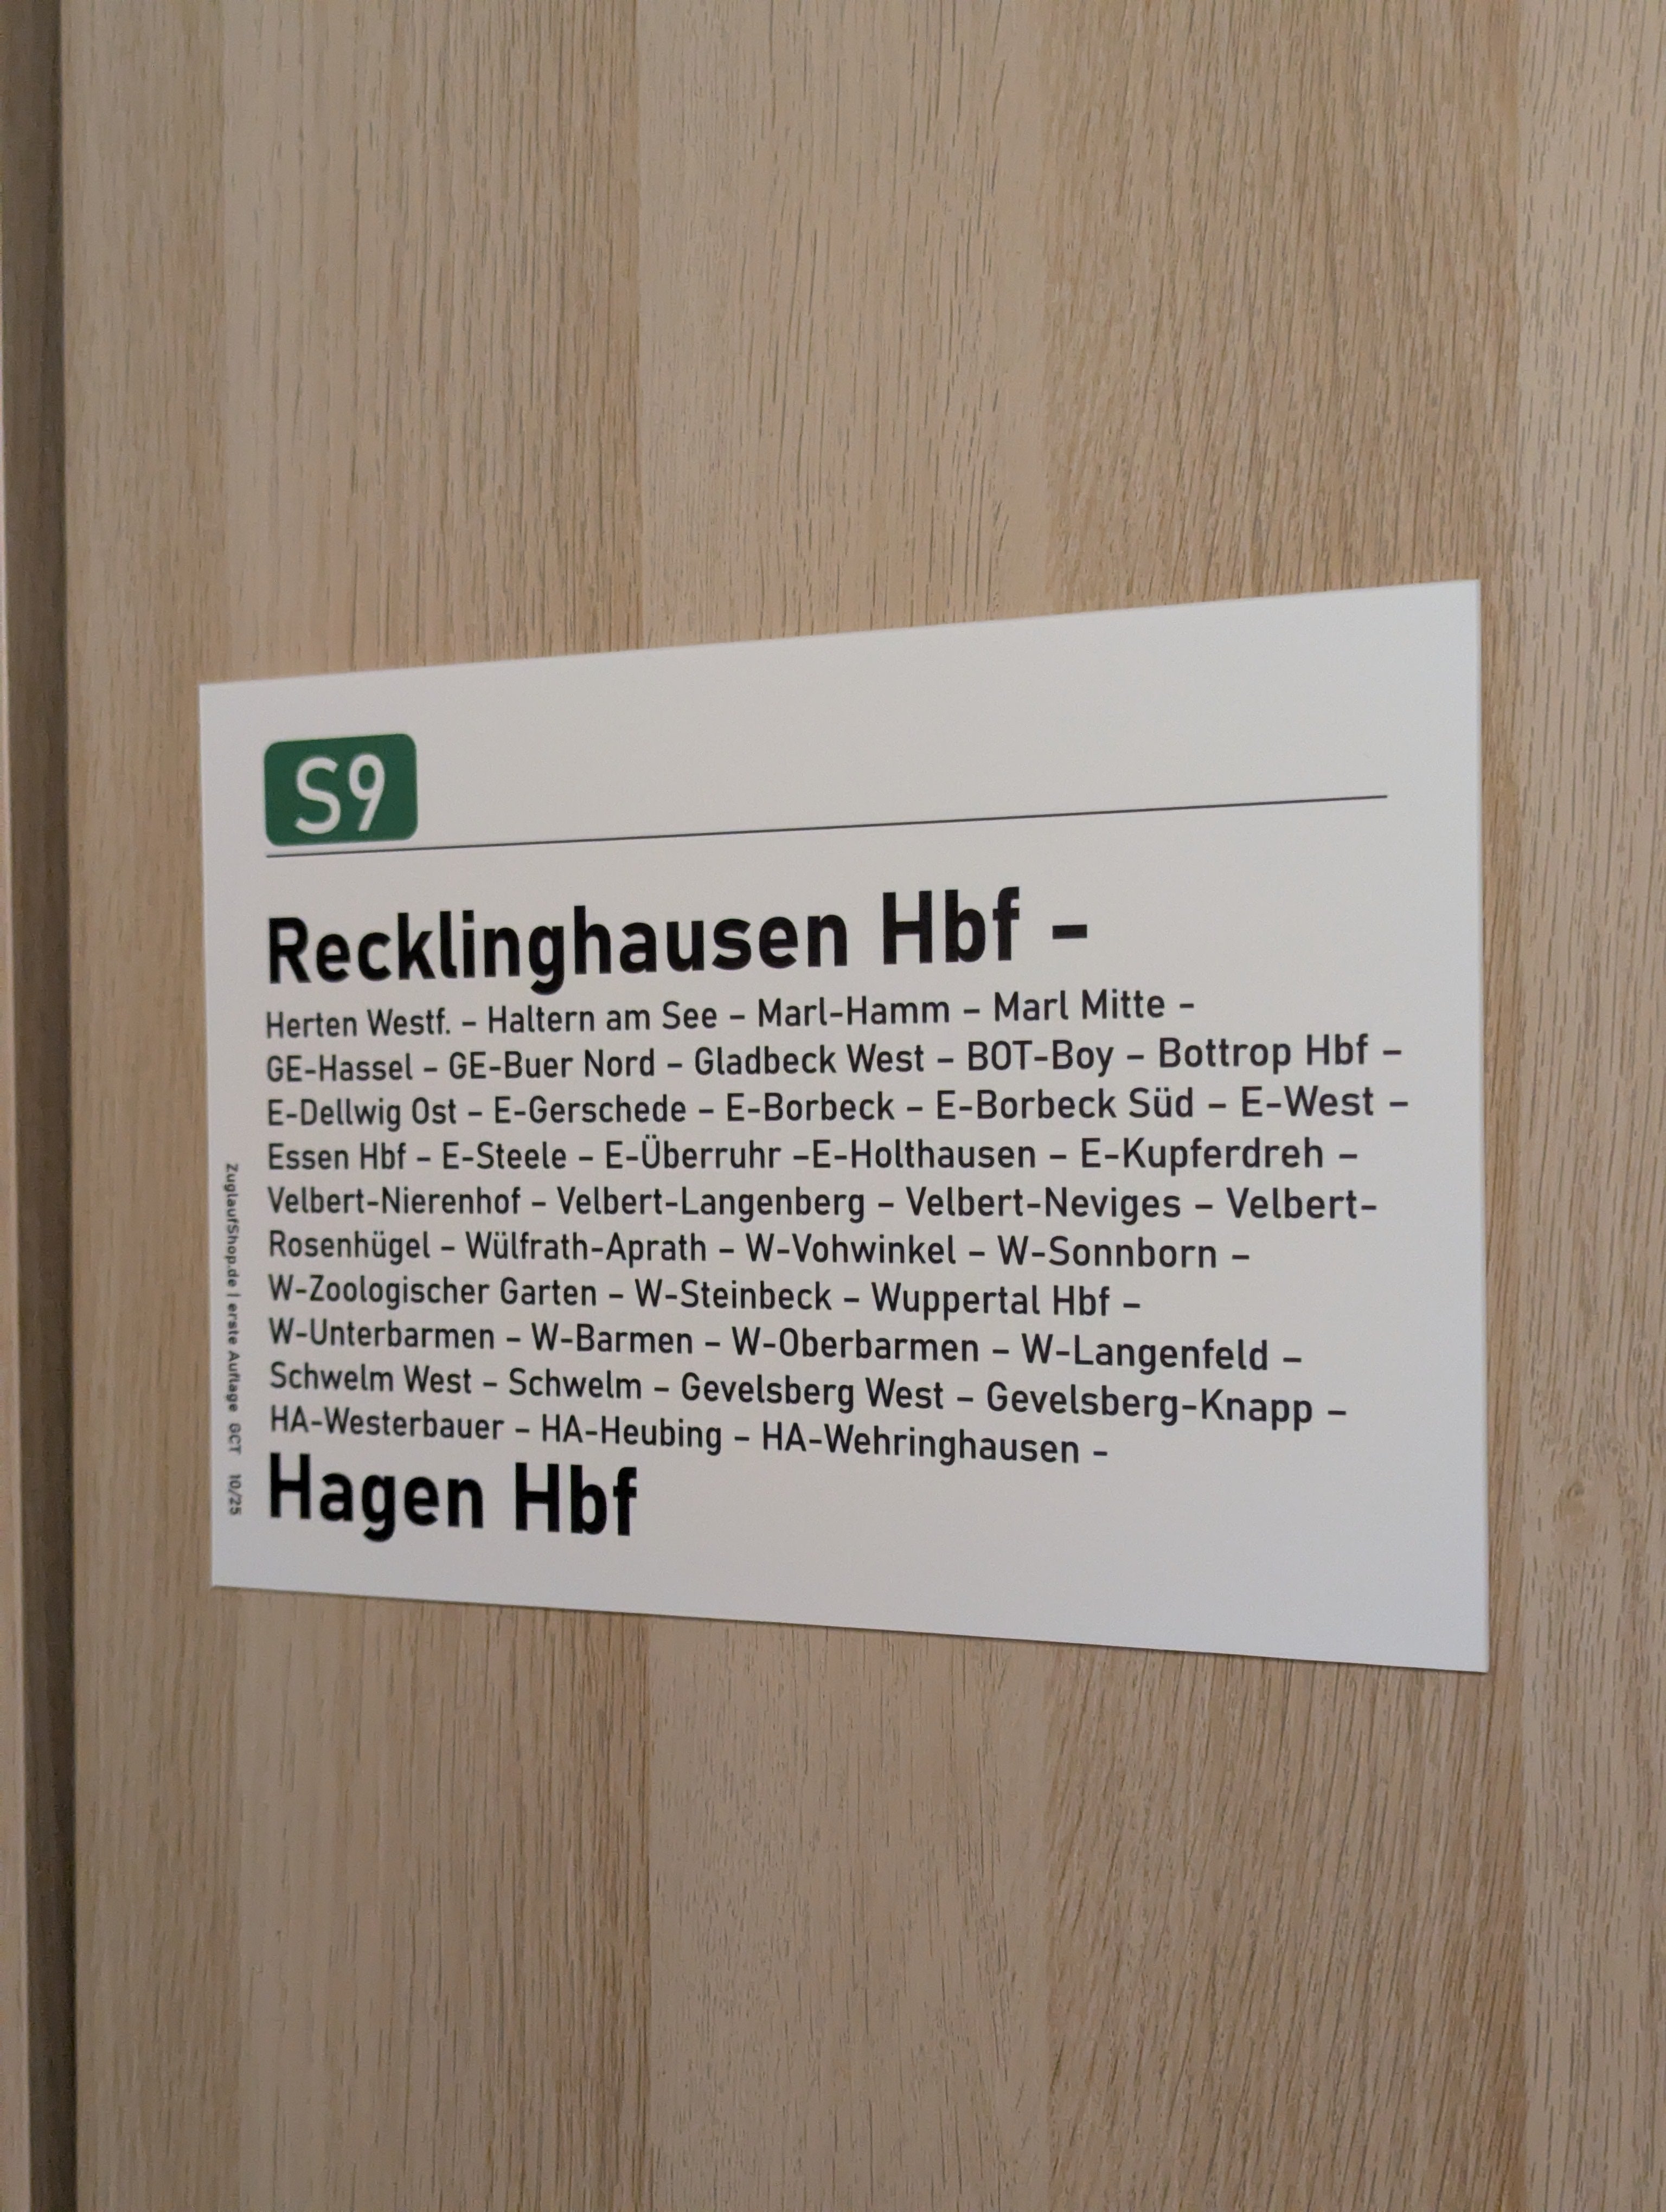 S9
Recklinghausen Hbf –
Herten Westf. – Haltern am See – Marl-Hamm – Marl Mitte –
GE-Hassel – GE-Buer Nord – Gladbeck West – BOT-Boy – Bottrop Hbf –
E-Dellwig Ost – E-Gerschede – E-Borbeck – E-Borbeck Süd – E-West –
Essen Hbf – E-Steele – E-Überruhr –E-Holthausen – E-Kupferdreh –
Velbert-Nierenhof – Velbert-Langenberg – Velbert-Neviges – Velbert-
Rosenhügel – Wülfrath-Aprath – W-Vohwinkel – W-Sonnborn –
W-Zoologischer Garten – W-Steinbeck – Wuppertal Hbf –
W-Unterbarmen – W-Barmen – W-Oberbarmen – W-Langenfeld –
Schwelm West – Schwelm – Gevelsberg West – Gevelsberg-Knapp –
HA-Westerbauer – HA-Heubing – HA-Wehringhausen –
Hagen Hbf
ZuglaufShop.de | erste Auflage GCT 10/25